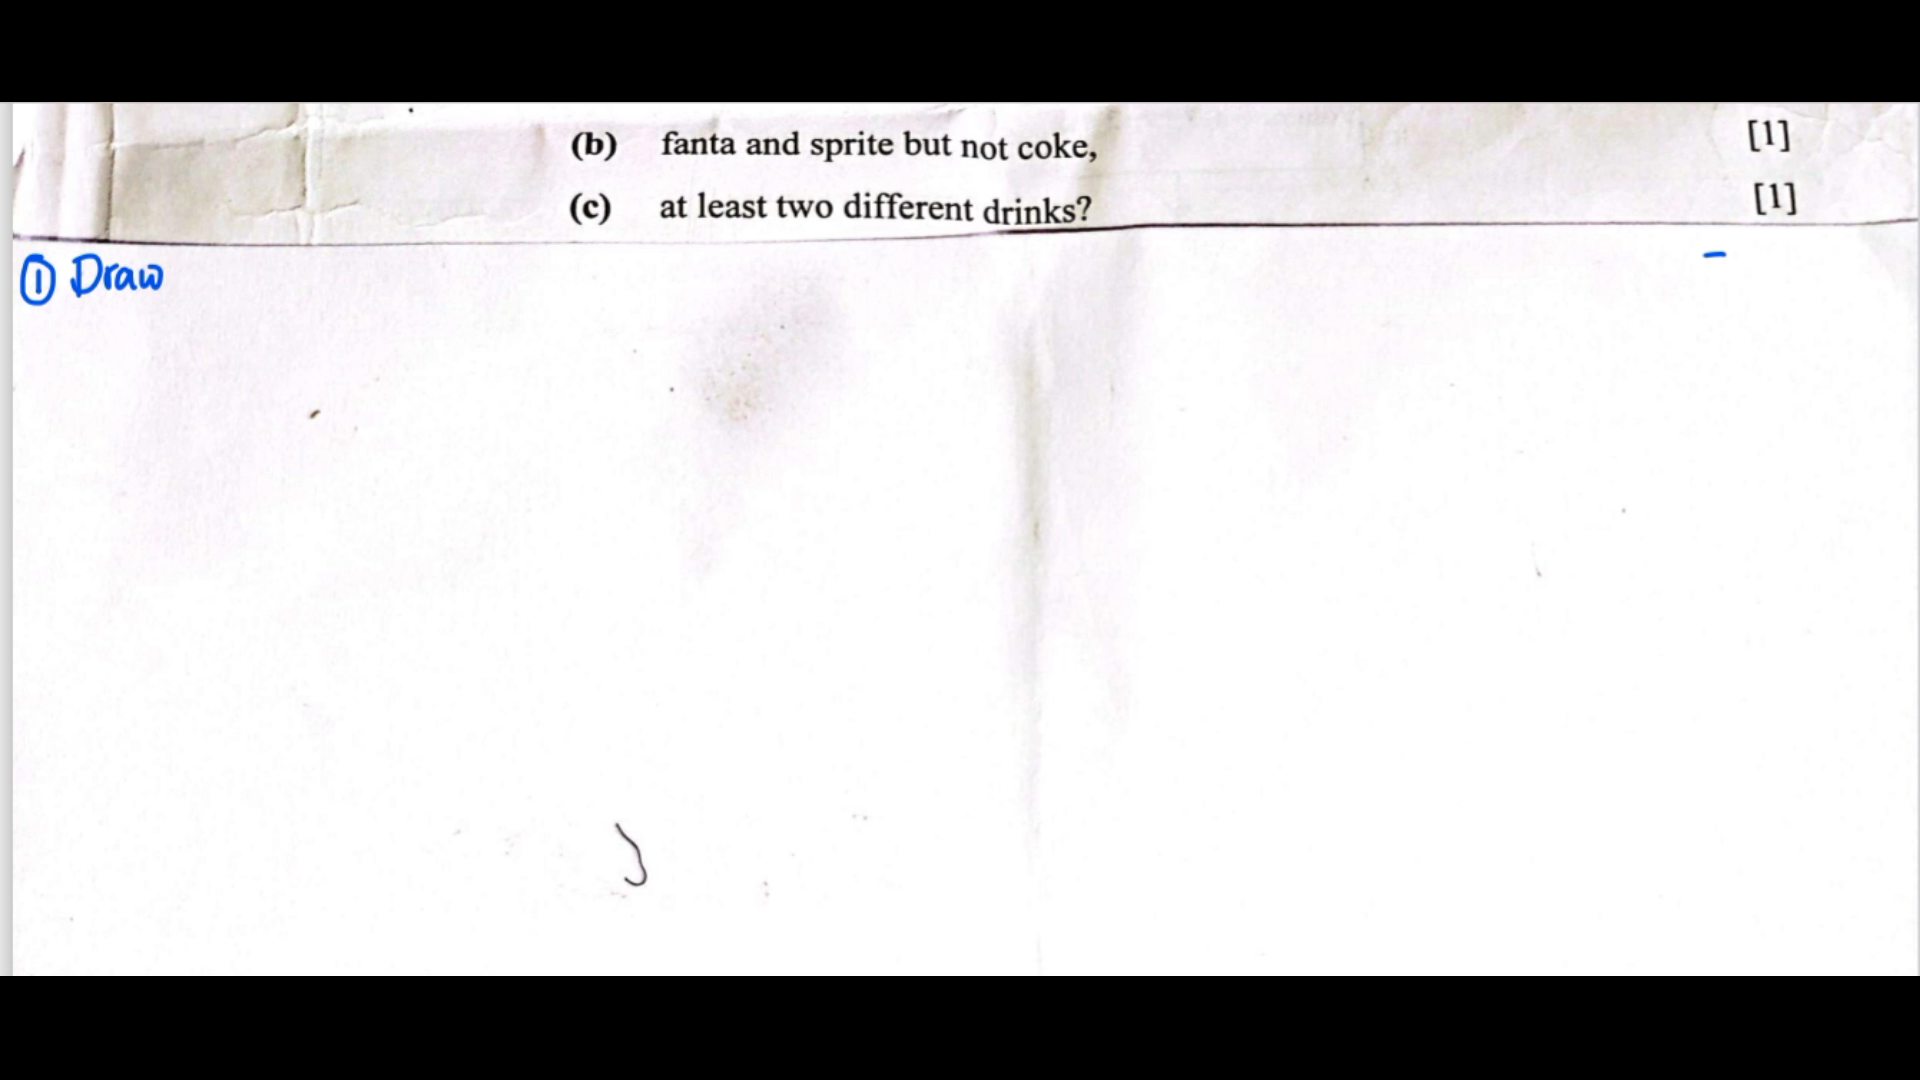 (b) fanta and sprite but not coke, [1]
(c) at least two different drinks? [1]
① Draw